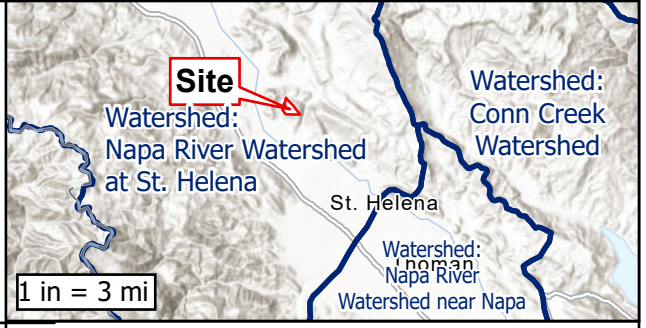 Site
Watershed:
Napa River Watershed
at St. Helena
Watershed:
Conn Creek
Watershed
St. Helena
Thomann
Watershed:
Napa River
Watershed near Napa
1 in = 3 mi